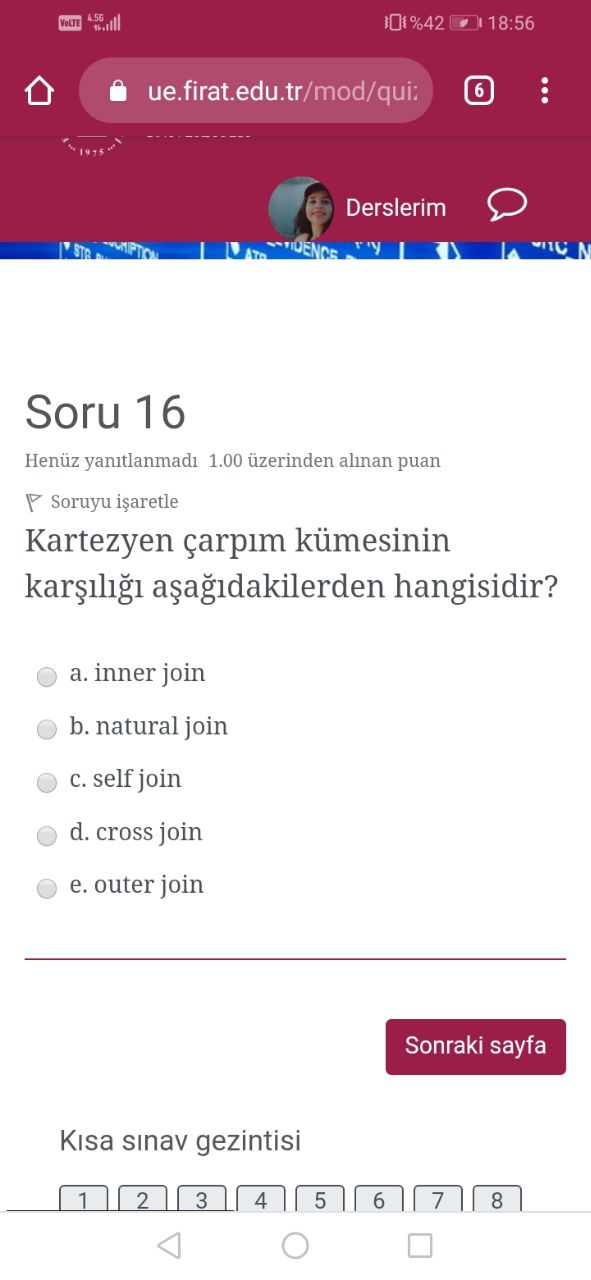 VoLTE 4.5G %42 18:56
ue.firat.edu.tr/mod/qui 6
1975
Derslerim
Soru 16
Henüz yanıtlanmadı 1.00 üzerinden alınan puan
Soruyu işaretle
Kartezyen çarpım kümesinin
karşılığı aşağıdakilerden hangisidir?
a. inner join
b. natural join
c. self join
d. cross join
e. outer join
Sonraki sayfa
Kısa sınav gezintisi
1 2 3 4 5 6 7 8